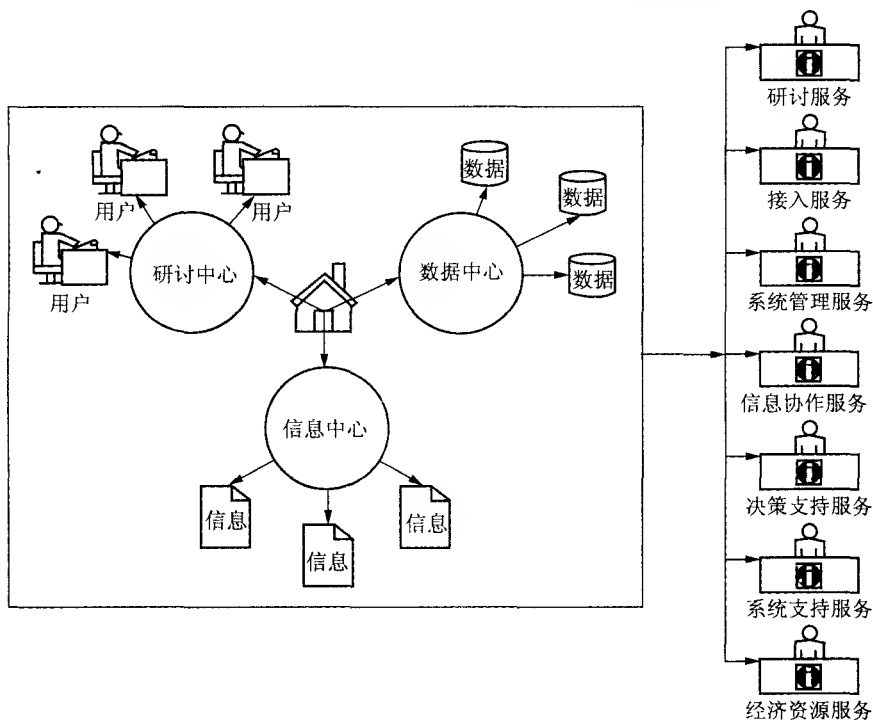 研讨服务
接入服务
系统管理服务
信息协作服务
决策支持服务
系统支持服务
经济资源服务
用户
用户
用户
研讨中心
数据
数据
数据
数据中心
信息中心
信息
信息
信息